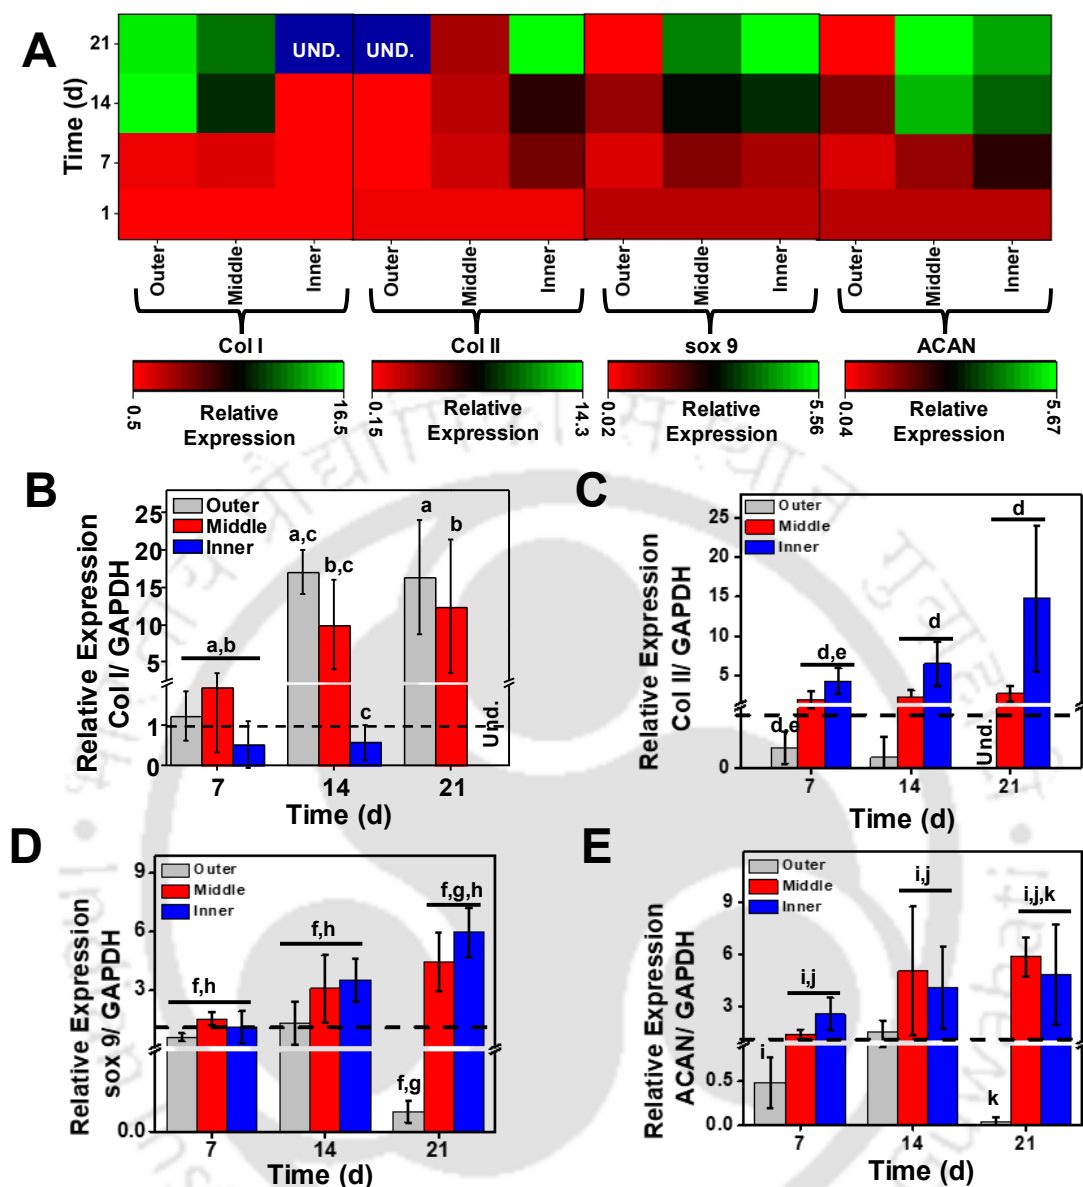 A
Time (d)
21
14
7
1
UND.
UND.
Outer
Middle
Inner
Outer
Middle
Inner
Outer
Middle
Inner
Outer
Middle
Inner
Col I
Col II
sox 9
ACAN
0.5
16.5
0.15
14.3
0.02
5.56
0.04
5.67
Relative
Expression
Relative
Expression
Relative
Expression
Relative
Expression
B
Relative Expression
Col I/ GAPDH
25
20
15
10
5
1
0
Outer
Middle
Inner
a,b
a,c
b,c
c
a
b
Und.
7
14
21
Time (d)
C
Relative Expression
Col II/ GAPDH
25
20
15
10
5
0
Outer
Middle
Inner
d,e
d,e
d
d
Und.
7
14
21
Time (d)
D
Relative Expression
sox 9/ GAPDH
9
6
3
0.0
Outer
Middle
Inner
f,h
f,h
f,g
f,g,h
7
14
21
Time (d)
E
Relative Expression
ACAN/ GAPDH
9
6
3
0.5
0.0
Outer
Middle
Inner
i
i,j
i,j
k
i,j,k
7
14
21
Time (d)